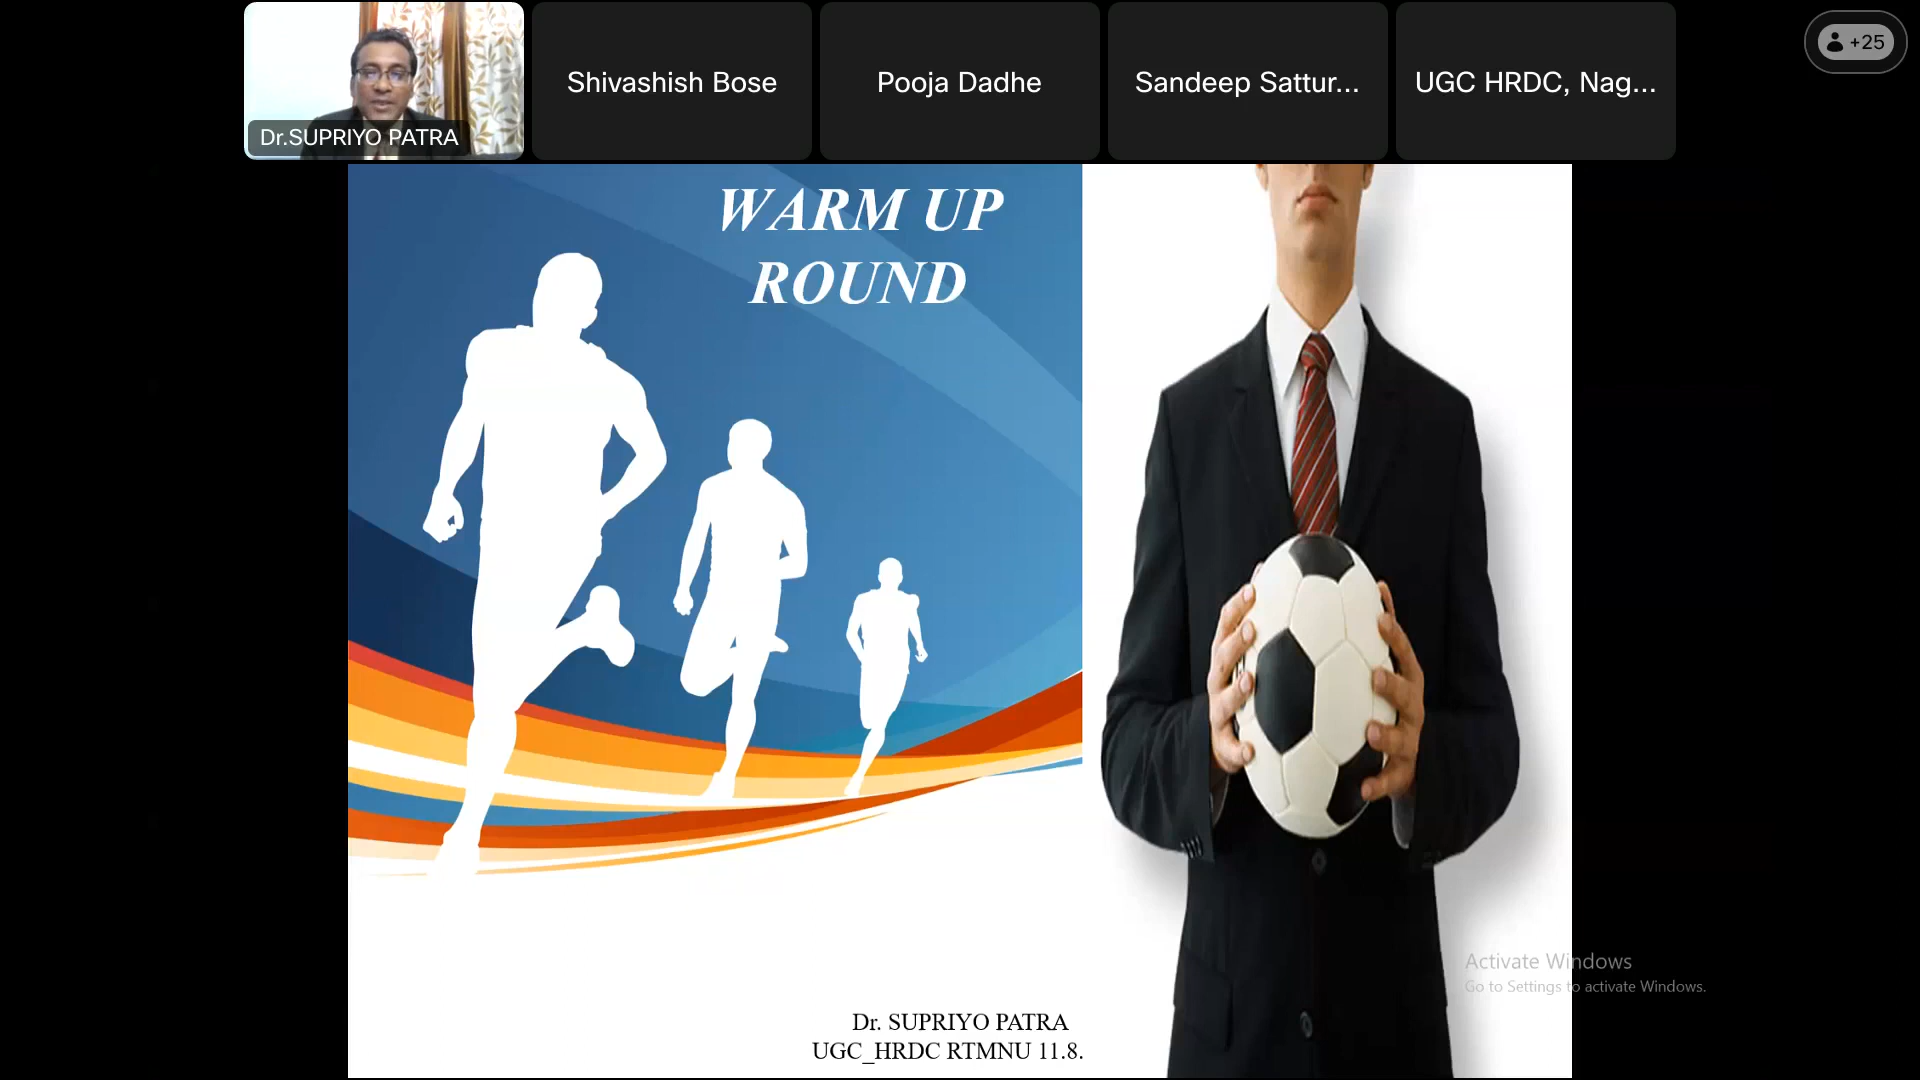 Dr.SUPRIYO PATRA
Shivashish Bose
Pooja Dadhe
Sandeep Sattur...
UGC HRDC, Nag...
+25
WARM UP
ROUND
Activate Windows
Go to Settings to activate Windows.
Dr. SUPRIYO PATRA
UGC_HRDC RTMNU 11.8.